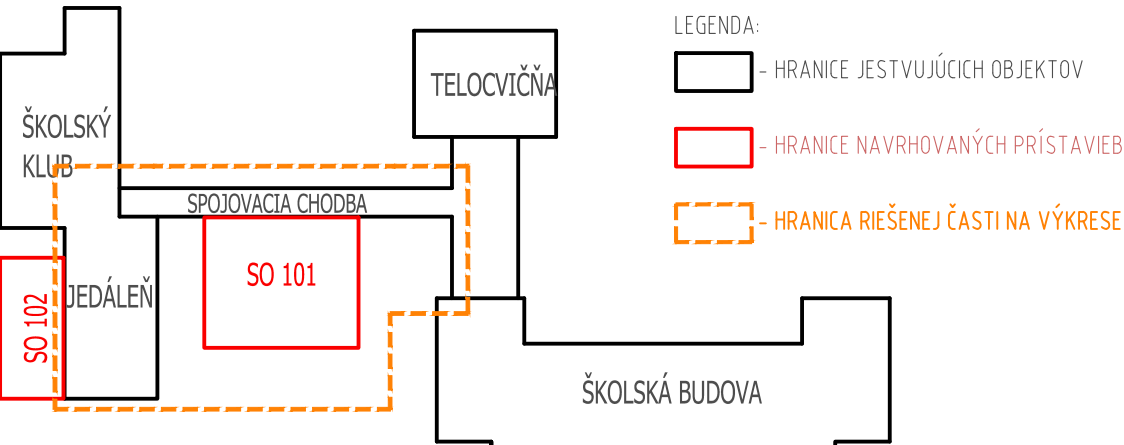 LEGENDA:
- HRANICE JESTVUJÚCICH OBJEKTOV
- HRANICE NAVRHOVANÝCH PRÍSTAVIEB
- HRANICA RIEŠENEJ ČASTI NA VÝKRESE
TELOCVIČŇA
ŠKOLSKÝ
KLUB
SPOJOVACIA CHODBA
SO 101
JEDÁLEŇ
SO 102
ŠKOLSKÁ BUDOVA